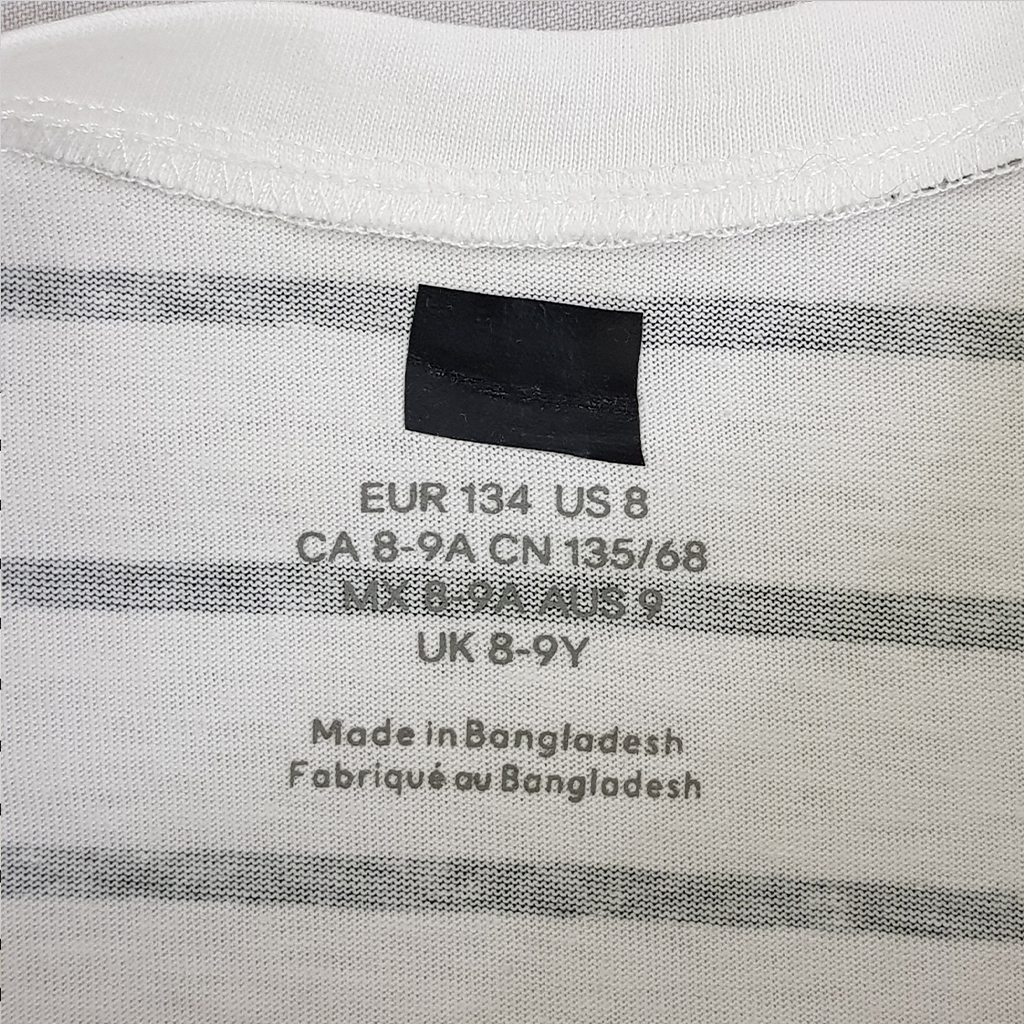 EUR 134 US 8
CA 8-9A CN 135/68
MX 8-9A AUS 9
UK 8-9Y
Made in Bangladesh
Fabriqué au Bangladesh